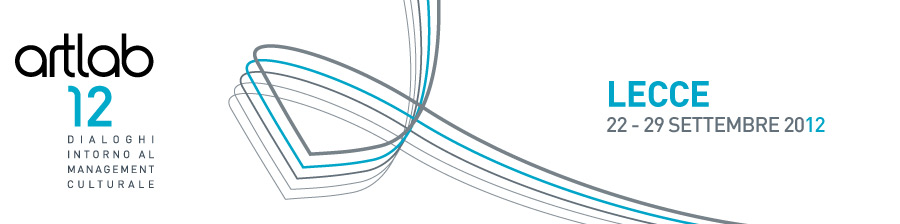 artlab
12
DIALOGHI
INTORNO AL
MANAGEMENT
CULTURALE
LECCE
22 - 29 SETTEMBRE 2012